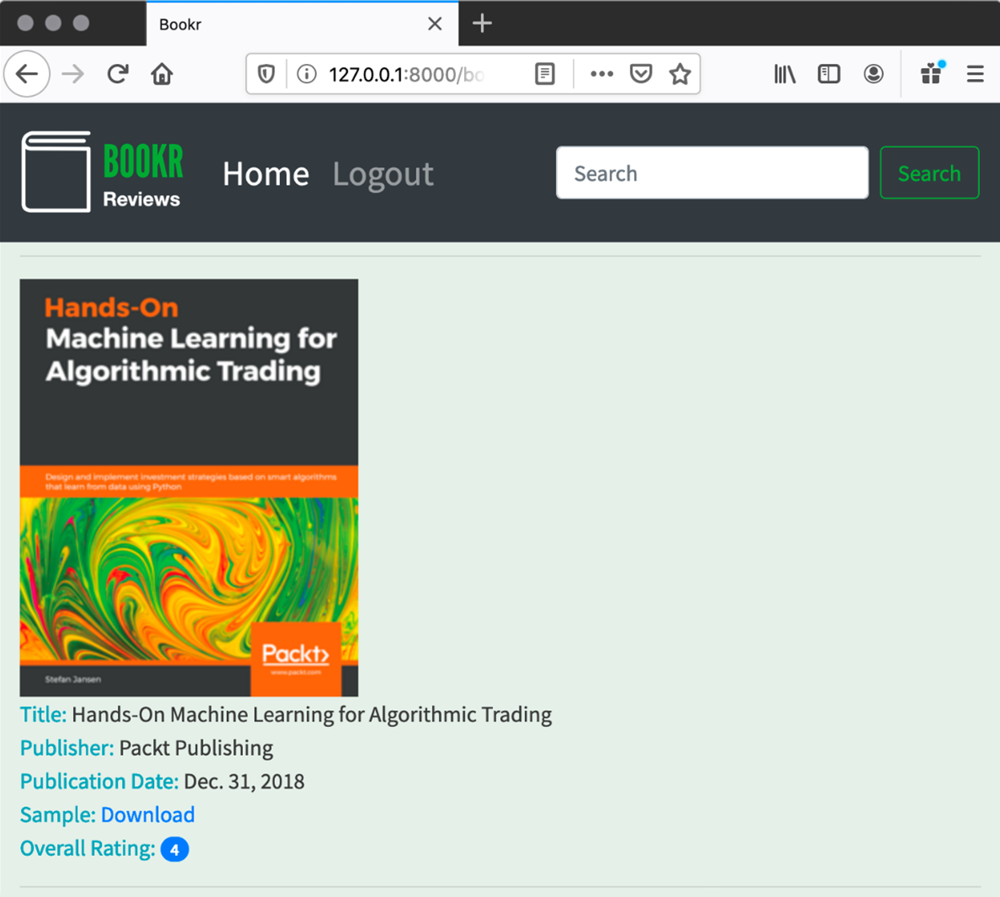 Bookr
127.0.0.1:8000/bo
BOOKR
Reviews
Home Logout
Search
Search
Hands-On
Machine Learning for
Algorithmic Trading
Design and implement investment strategies based on smart algorithms
that learn from data using Python
Packt>
www.packt.com
Stefan Jansen
Title: Hands-On Machine Learning for Algorithmic Trading
Publisher: Packt Publishing
Publication Date: Dec. 31, 2018
Sample: Download
Overall Rating: 4